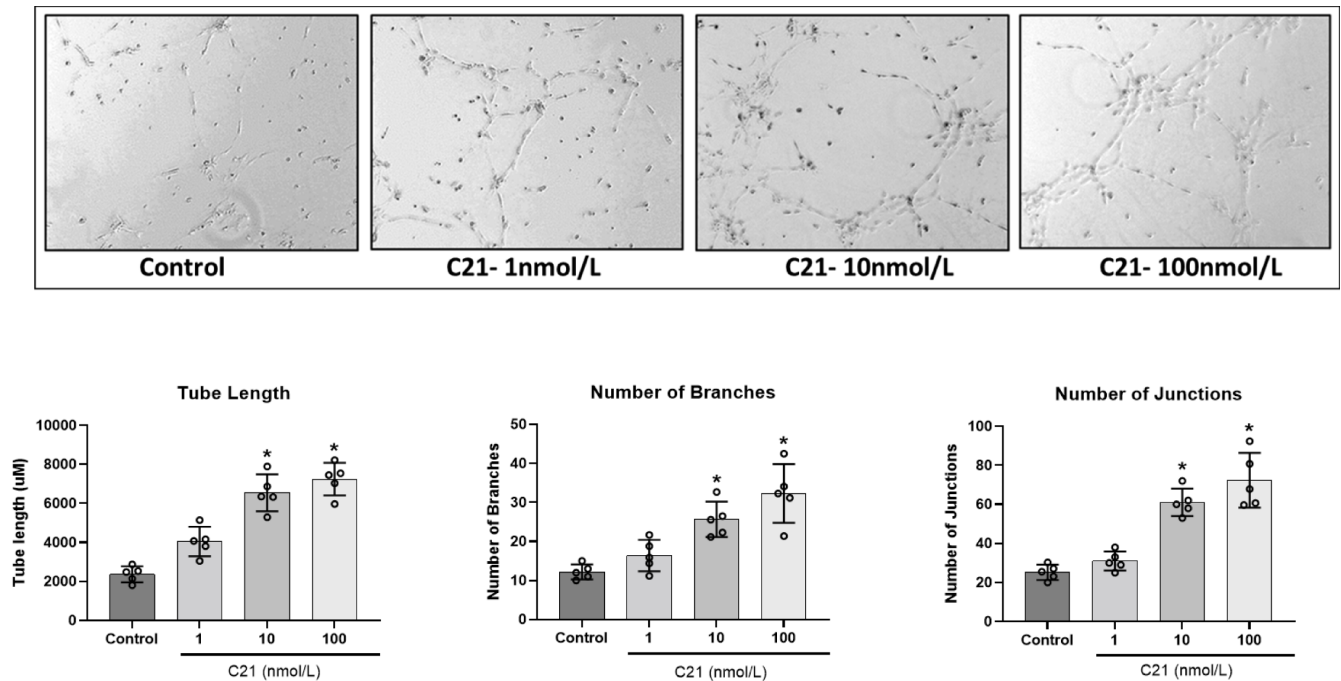 Control
C21- 1nmol/L
C21- 10nmol/L
C21- 100nmol/L
Tube Length
Tube length (uM)
10000
8000
6000
4000
2000
0
*
*
Control
1
10
100
C21 (nmol/L)
Number of Branches
Number of Branches
50
40
30
20
10
0
*
*
Control
1
10
100
C21 (nmol/L)
Number of Junctions
Number of Junctions
100
80
60
40
20
0
*
*
Control
1
10
100
C21 (nmol/L)